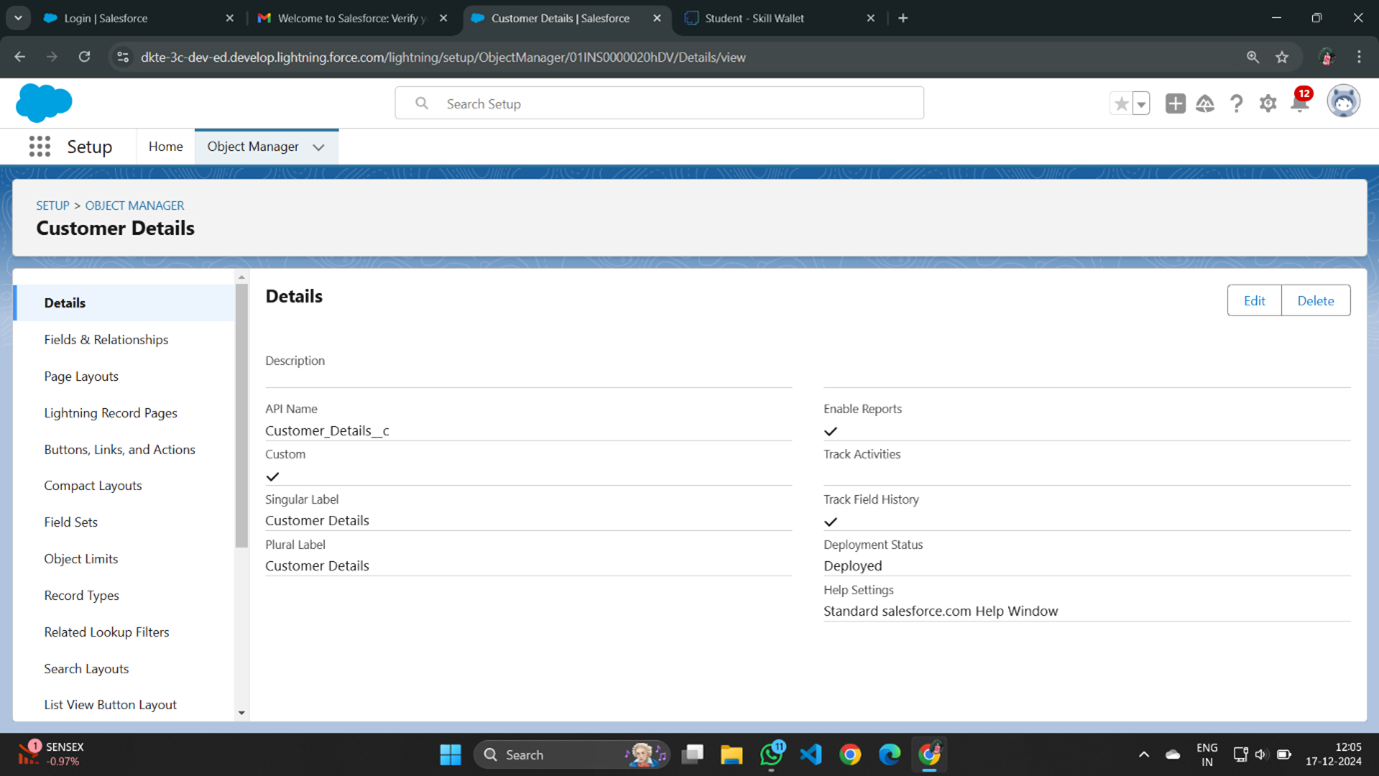 Login | Salesforce
Welcome to Salesforce: Verify y
Customer Details | Salesforce
Student - Skill Wallet
dkte-3c-dev-ed.develop.lightning.force.com/lightning/setup/ObjectManager/01INS0000020hDV/Details/view
Search Setup
12
Setup
Home
Object Manager
SETUP > OBJECT MANAGER
Customer Details
Details
Fields & Relationships
Page Layouts
Lightning Record Pages
Buttons, Links, and Actions
Compact Layouts
Field Sets
Object Limits
Record Types
Related Lookup Filters
Search Layouts
List View Button Layout
Details
Edit
Delete
Description
API Name
Customer_Details__c
Custom
Singular Label
Customer Details
Plural Label
Customer Details
Enable Reports
Track Activities
Track Field History
Deployment Status
Deployed
Help Settings
Standard salesforce.com Help Window
1
SENSEX
-0.97%
Search
11
ENG
IN
12:05
17-12-2024